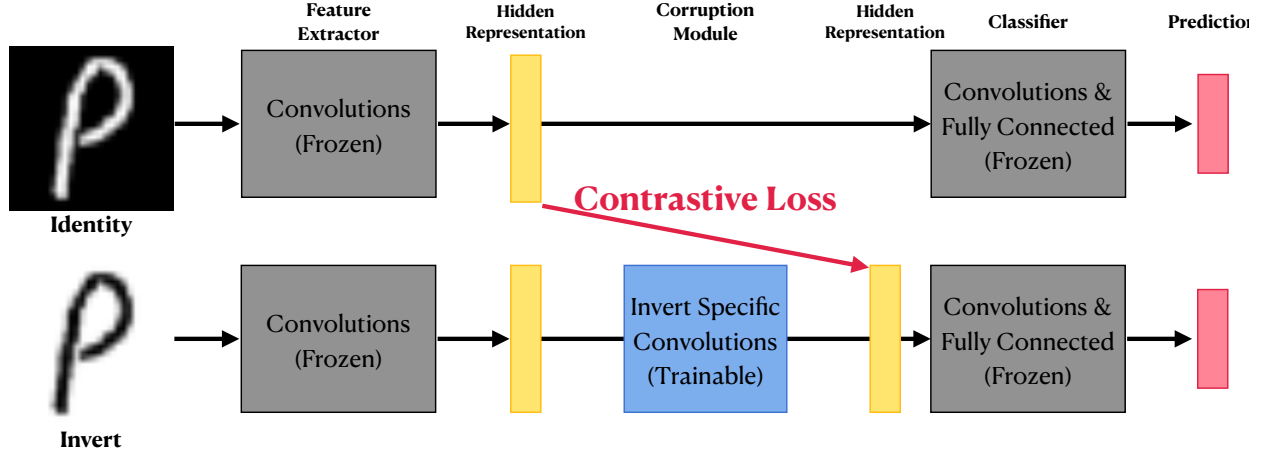 Feature
Extractor
Hidden
Representation
Corruption
Module
Hidden
Representation
Classifier
Prediction
Convolutions
(Frozen)
Convolutions &
Fully Connected
(Frozen)
Identity
Contrastive Loss
Convolutions
(Frozen)
Invert Specific
Convolutions
(Trainable)
Convolutions &
Fully Connected
(Frozen)
Invert